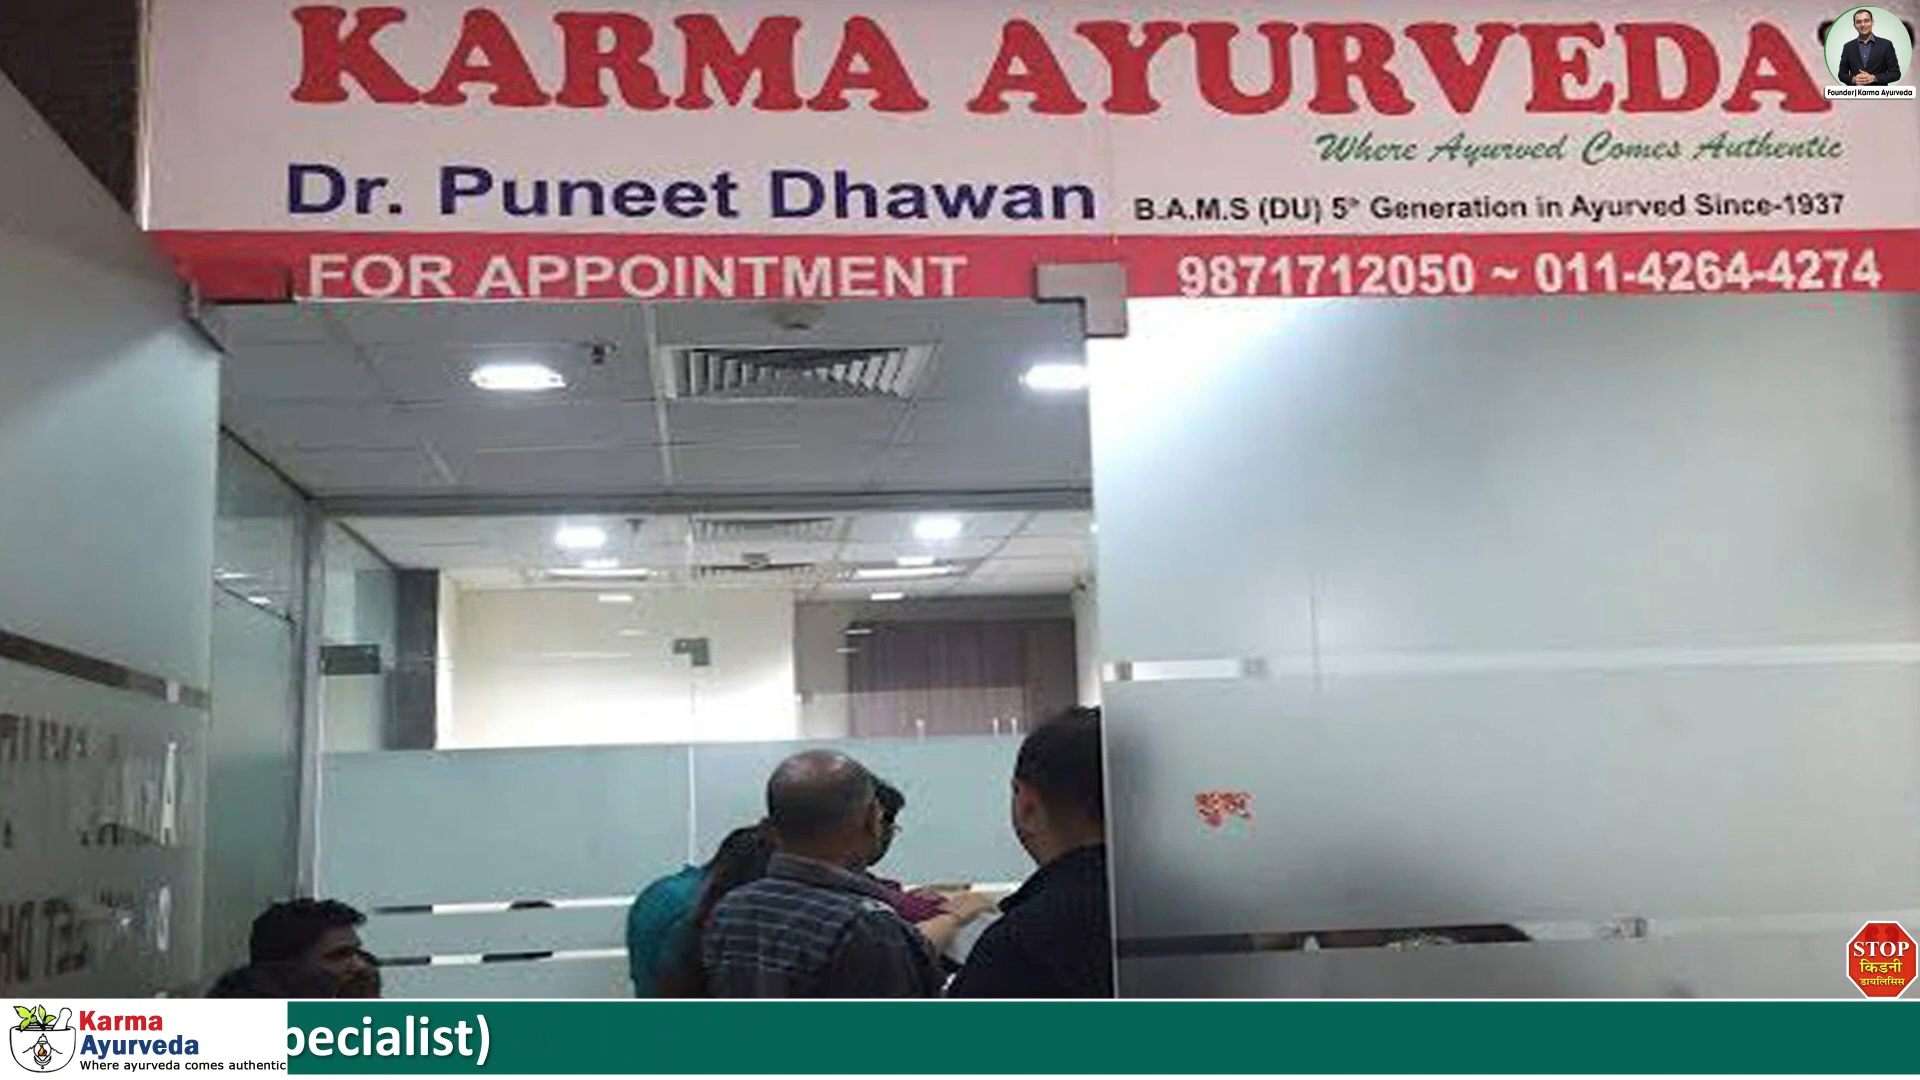 KARMA AYURVEDA
Founder|Karma Ayurveda
Where Ayurved Comes Authentic
Dr. Puneet Dhawan
B.A.M.S (DU) 5th Generation in Ayurved Since-1937
FOR APPOINTMENT
9871712050 ~ 011-4264-4274
STOP
किडनी
डायलिसिस
Karma
Ayurveda
Where ayurveda comes authentic
pecialist)